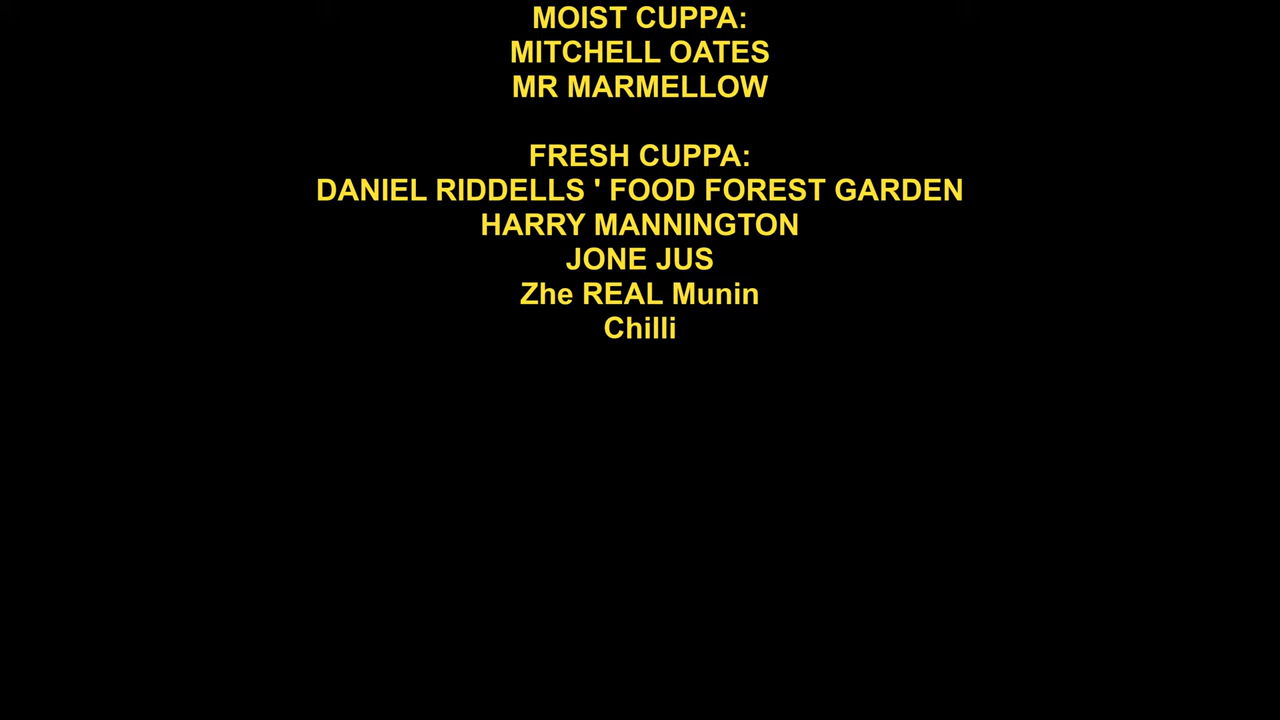 MOIST CUPPA:
MITCHELL OATES
MR MARMELLOW
FRESH CUPPA:
DANIEL RIDDELLS ' FOOD FOREST GARDEN
HARRY MANNINGTON
JONE JUS
Zhe REAL Munin
Chilli